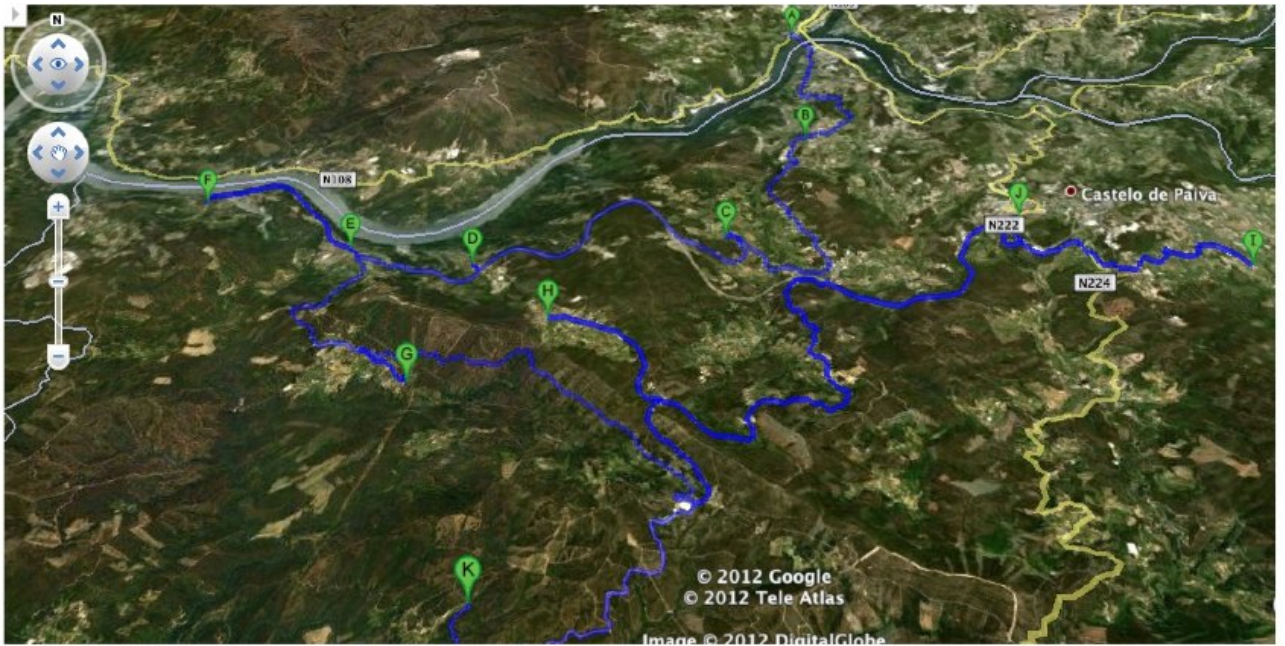 N
A
B
F
N108
J
Castelo de Paiva
C
N222
E
D
I
N224
H
G
K
© 2012 Google
© 2012 Tele Atlas
Image © 2012 DigitalGlobe